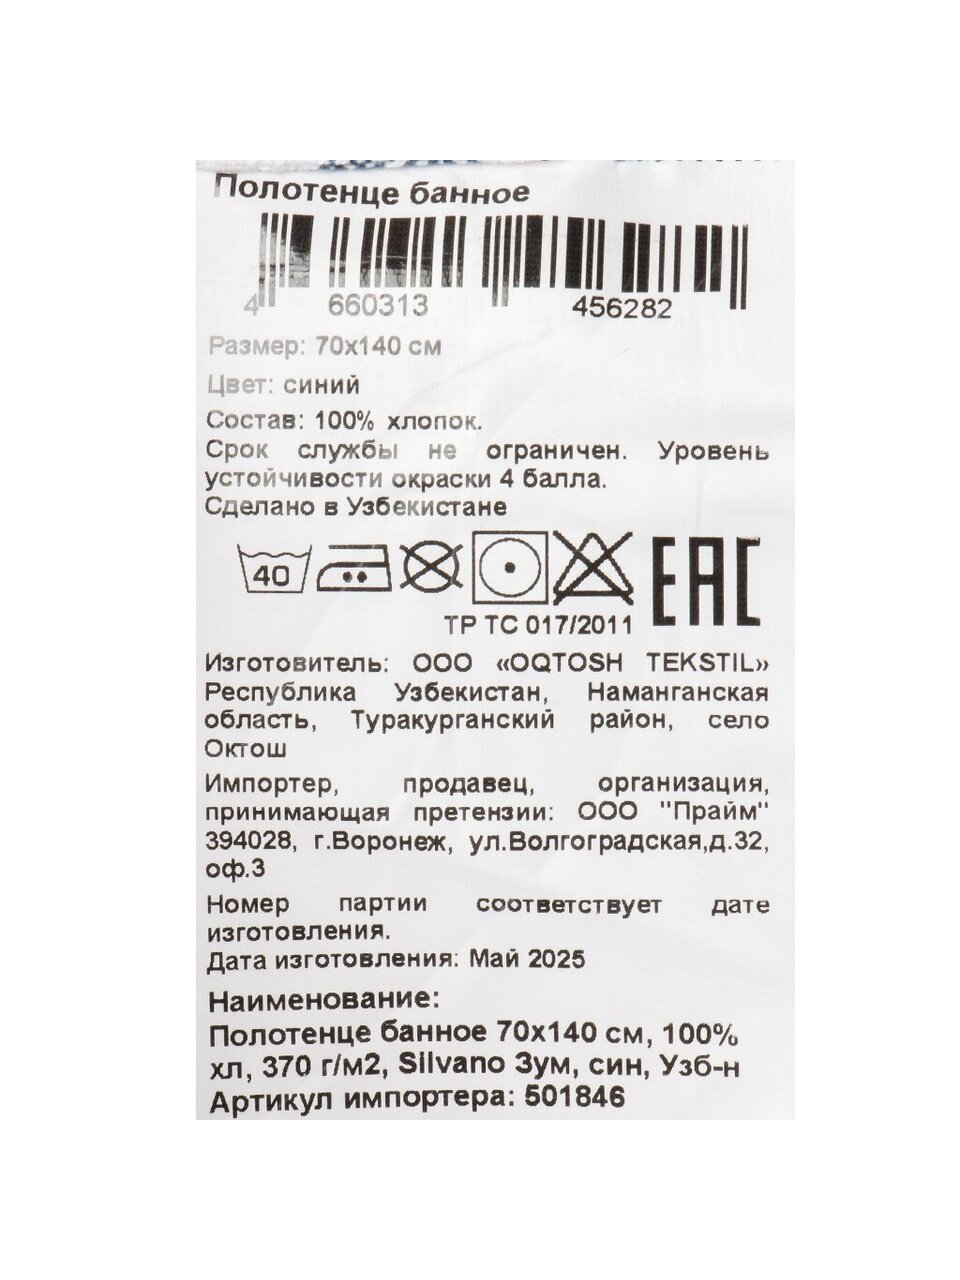 Полотенце банное
4 660313 456282
Размер: 70х140 см
Цвет: синий
Состав: 100% хлопок.
Срок службы не ограничен. Уровень
устойчивости окраски 4 балла.
Сделано в Узбекистане
40
ЕАС
ТР ТС 017/2011
Изготовитель: ООО «OQTOSH TEKSTIL»
Республика Узбекистан, Наманганская
область, Туракурганский район, село
Октош
Импортер, продавец, организация,
принимающая претензии: ООО "Прайм"
394028, г.Воронеж, ул.Волгоградская,д.32,
оф.3
Номер партии соответствует дате
изготовления.
Дата изготовления: Май 2025
Наименование:
Полотенце банное 70х140 см, 100%
хл, 370 г/м2, Silvano Зум, син, Узб-н
Артикул импортера: 501846